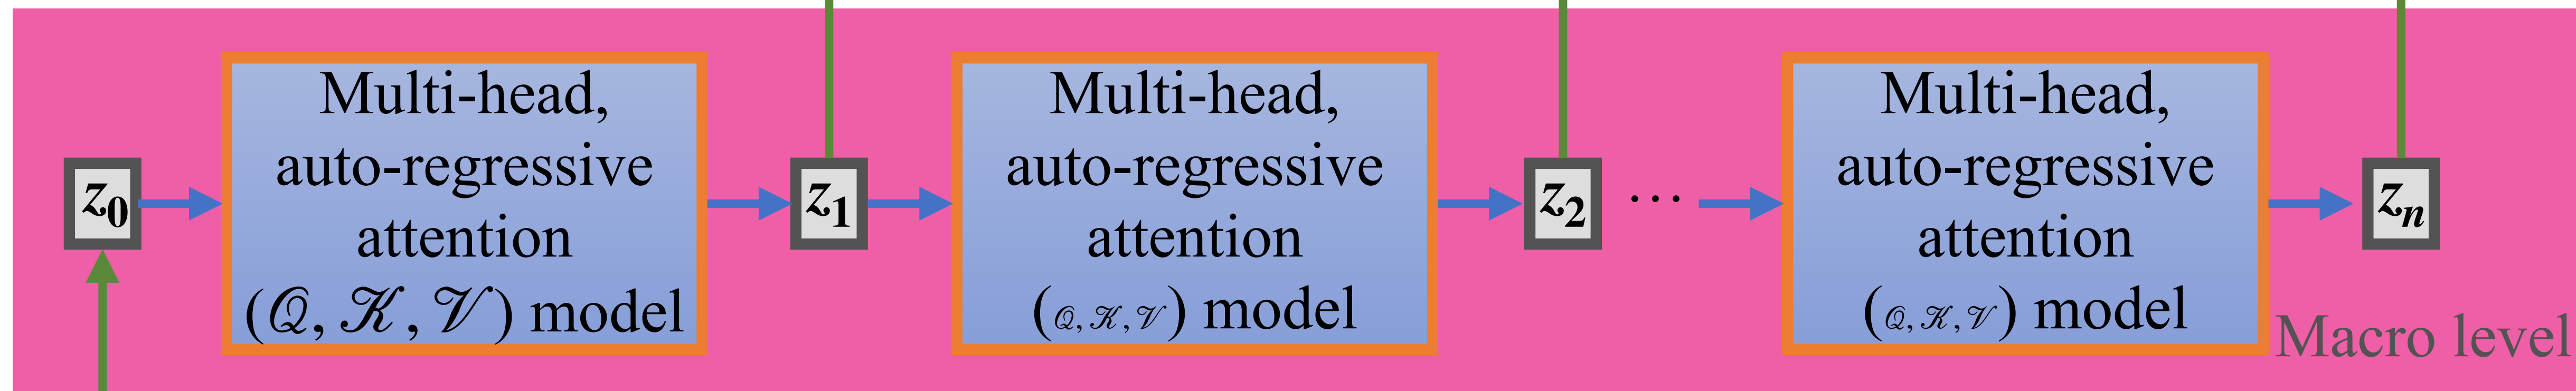 z₀
Multi-head,
auto-regressive
attention
(𝒬, 𝒦, 𝒱) model
z₁
Multi-head,
auto-regressive
attention
(𝒬, 𝒦, 𝒱) model
z₂
⋯
Multi-head,
auto-regressive
attention
(𝒬, 𝒦, 𝒱) model
zₙ
Macro level